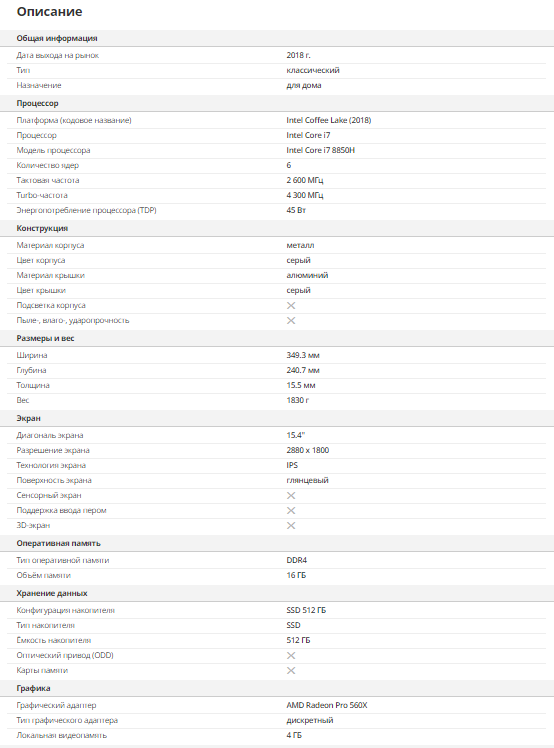 Описание
Общая информация
Дата выхода на рынок 2018 г.
Тип классический
Назначение для дома
Процессор
Платформа (кодовое название) Intel Coffee Lake (2018)
Процессор Intel Core i7
Модель процессора Intel Core i7 8850H
Количество ядер 6
Тактовая частота 2 600 МГц
Turbo-частота 4 300 МГц
Энергопотребление процессора (TDP) 45 Вт
Конструкция
Материал корпуса металл
Цвет корпуса серый
Материал крышки алюминий
Цвет крышки серый
Подсветка корпуса
Пыле-, влаго-, ударопрочность
Размеры и вес
Ширина 349.3 мм
Глубина 240.7 мм
Толщина 15.5 мм
Вес 1830 г
Экран
Диагональ экрана 15.4"
Разрешение экрана 2880 x 1800
Технология экрана IPS
Поверхность экрана глянцевый
Сенсорный экран
Поддержка ввода пером
3D-экран
Оперативная память
Тип оперативной памяти DDR4
Объём памяти 16 ГБ
Хранение данных
Конфигурация накопителя SSD 512 ГБ
Тип накопителя SSD
Ёмкость накопителя 512 ГБ
Оптический привод (ODD)
Карты памяти
Графика
Графический адаптер AMD Radeon Pro 560X
Тип графического адаптера дискретный
Локальная видеопамять 4 ГБ